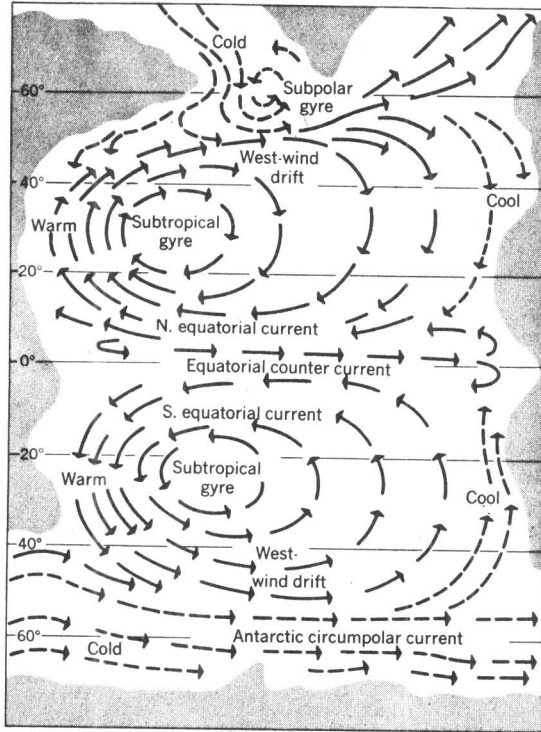 Cold
60°
Subpolar
gyre
West-wind
drift
40°
Warm
Subtropical
gyre
Cool
20°
N. equatorial current
0°
Equatorial counter current
S. equatorial current
20°
Warm
Subtropical
gyre
Cool
40°
West-
wind drift
60°
Antarctic circumpolar current
Cold